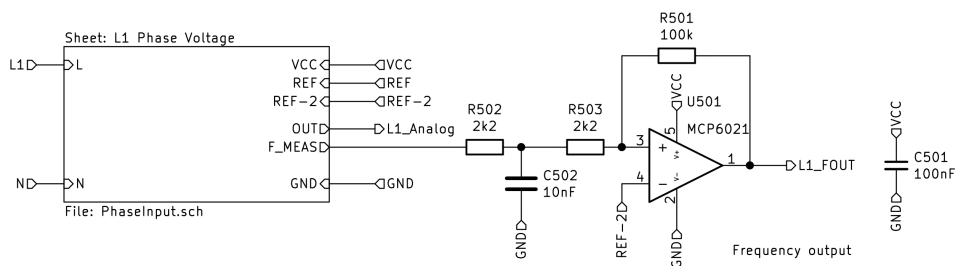 Sheet: L1 Phase Voltage
L1
L
VCC
VCC
REF
REF
REF-2
REF-2
OUT
L1_Analog
F_MEAS
N
N
GND
GND
File: PhaseInput.sch
R502
2k2
C502
10nF
GND
R503
2k2
R501
100k
VCC
U501
MCP6021
5
3
+
V+
1
4
−
V-
2
REF-2
GND
L1_FOUT
VCC
C501
100nF
GND
Frequency output